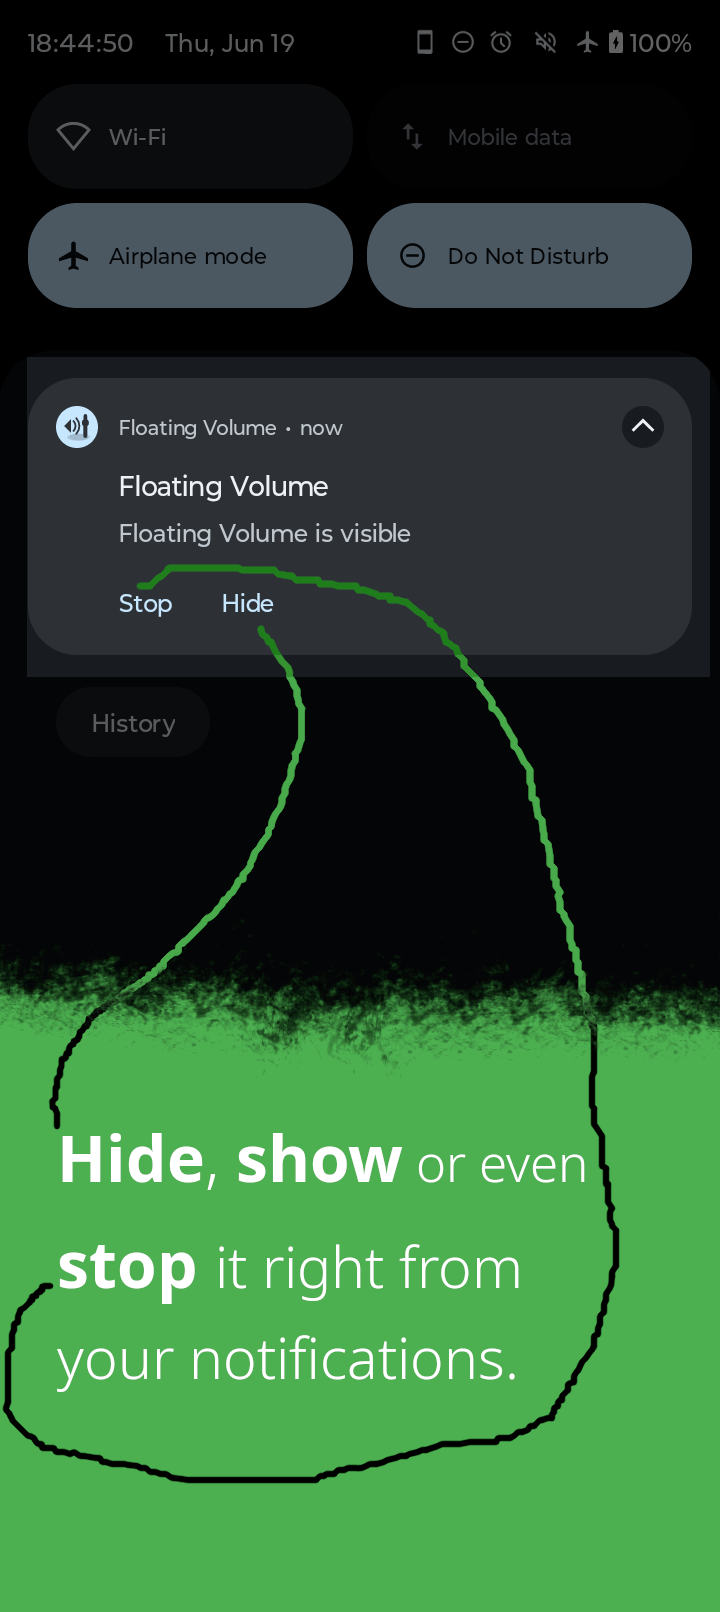 18:44:50 Thu, Jun 19 100%
Wi-Fi Mobile data
Airplane mode Do Not Disturb
Floating Volume • now
Floating Volume
Floating Volume is visible
Stop Hide
History
Hide, show or even
stop it right from
your notifications.